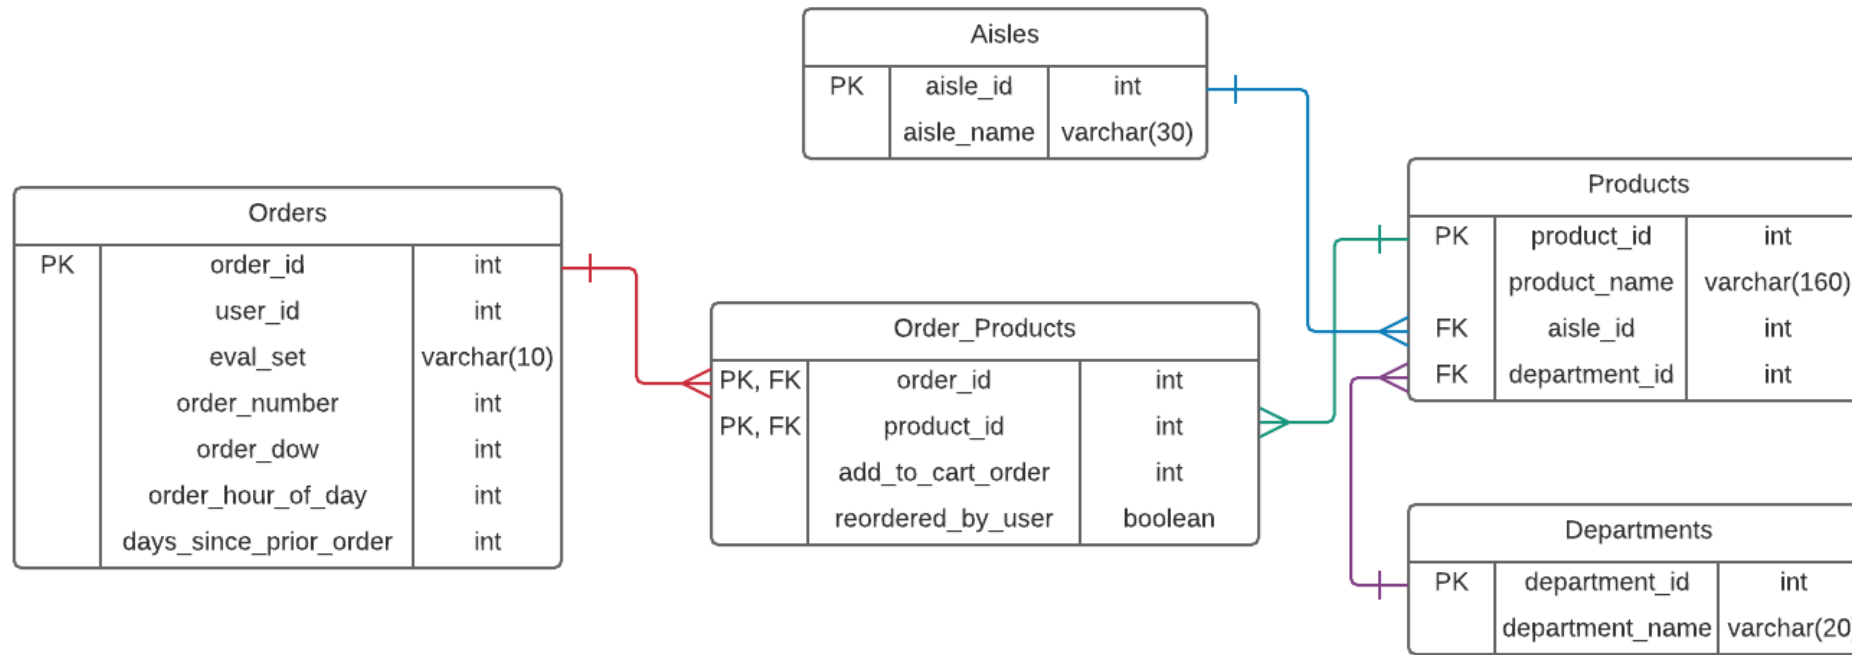 Aisles
PK aisle_id int
aisle_name varchar(30)
Orders
PK order_id int
user_id int
eval_set varchar(10)
order_number int
order_dow int
order_hour_of_day int
days_since_prior_order int
Order_Products
PK, FK order_id int
PK, FK product_id int
add_to_cart_order int
reordered_by_user boolean
Products
PK product_id int
product_name varchar(160)
FK aisle_id int
FK department_id int
Departments
PK department_id int
department_name varchar(20